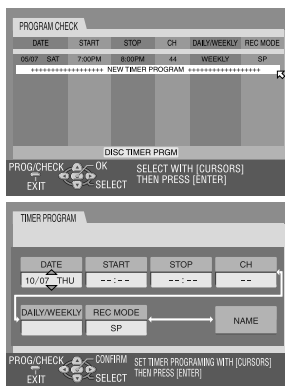 PROGRAM CHECK
DATE START STOP CH DAILY/WEEKLY REC MODE
05/07 SAT 7:00PM 8:00PM 44 WEEKLY SP
++++++++++++++++++ NEW TIMER PROGRAM ++++++++++++++++++
DISC TIMER PRGM
PROG/CHECK OK SELECT WITH [CURSORS]
EXIT SELECT THEN PRESS [ENTER]
TIMER PROGRAM
DATE START STOP CH
10/07 THU --:-- --:-- --
DAILY/WEEKLY REC MODE NAME
SP
PROG/CHECK CONFIRM SET TIMER PROGRAMING WITH [CURSORS]
EXIT SELECT THEN PRESS [ENTER]